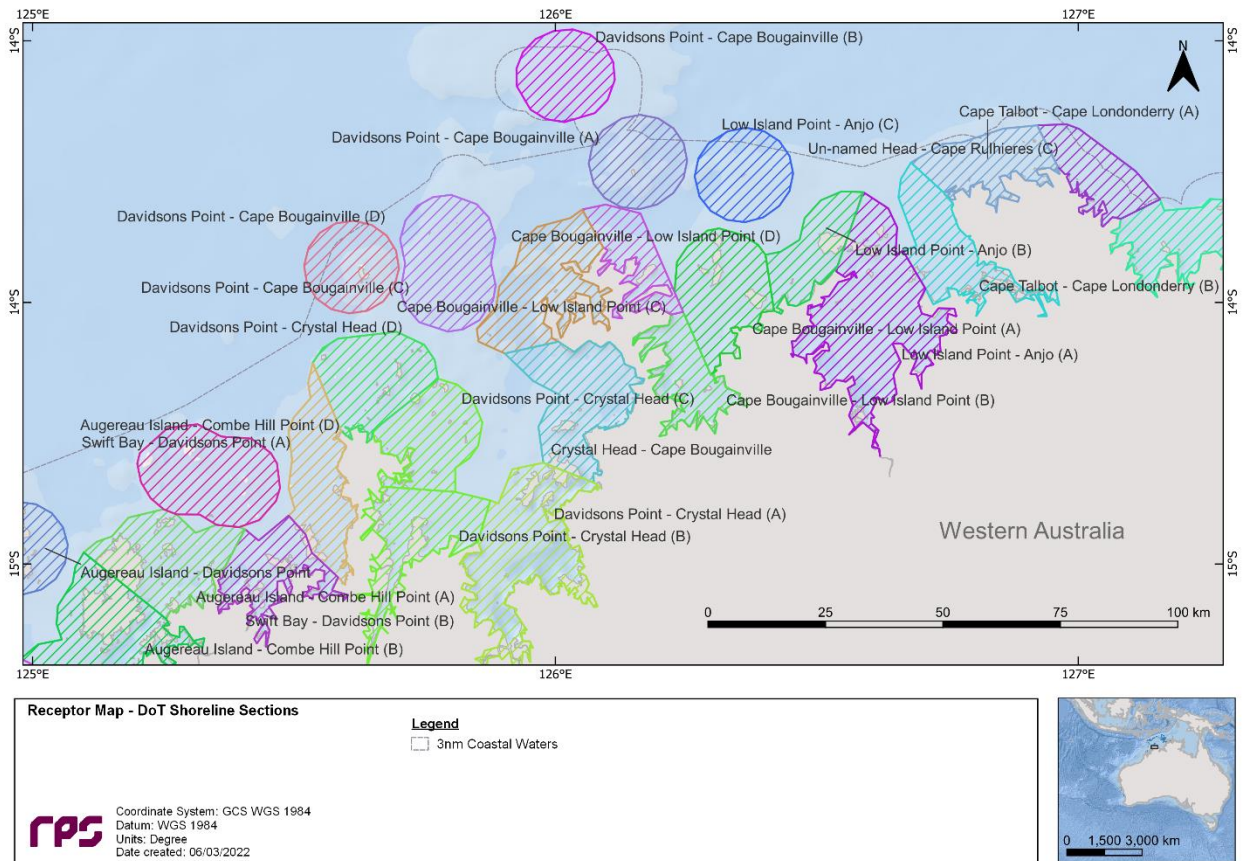 125°E
126°E
127°E
14°S
14°S
Davidsons Point - Cape Bougainville (B)
N
Cape Talbot - Cape Londonderry (A)
Low Island Point - Anjo (C)
Davidsons Point - Cape Bougainville (A)
Un-named Head - Cape Rulhieres (C)
Davidsons Point - Cape Bougainville (D)
Cape Bougainville - Low Island Point (D)
Low Island Point - Anjo (B)
Davidsons Point - Cape Bougainville (C)
Cape Talbot - Cape Londonderry (B)
14°S
14°S
Cape Bougainville - Low Island Point (C)
Davidsons Point - Crystal Head (D)
Cape Bougainville - Low Island Point (A)
Low Island Point - Anjo (A)
Davidsons Point - Crystal Head (C)
Cape Bougainville - Low Island Point (B)
Augereau Island - Combe Hill Point (D)
Swift Bay - Davidsons Point (A)
Crystal Head - Cape Bougainville
Davidsons Point - Crystal Head (A)
Western Australia
Davidsons Point - Crystal Head (B)
15°S
15°S
Augereau Island - Davidsons Point
Augereau Island - Combe Hill Point (A)
0 25 50 75 100 km
Swift Bay - Davidsons Point (B)
Augereau Island - Combe Hill Point (B)
125°E
126°E
127°E
Receptor Map - DoT Shoreline Sections
Legend
3nm Coastal Waters
rps
Coordinate System: GCS WGS 1984
Datum: WGS 1984
Units: Degree
Date created: 06/03/2022
0 1,500 3,000 km